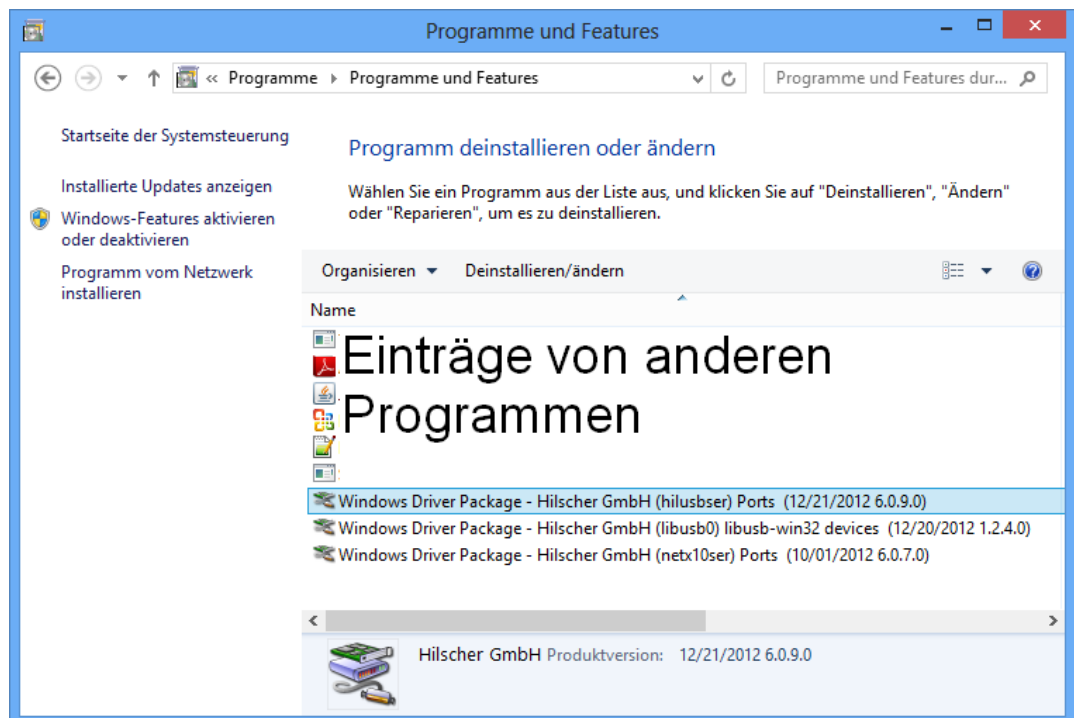 Programme und Features
« Programme Programme und Features
Programme und Features dur...
Startseite der Systemsteuerung
Installierte Updates anzeigen
Windows-Features aktivieren
oder deaktivieren
Programm vom Netzwerk
installieren
Programm deinstallieren oder ändern
Wählen Sie ein Programm aus der Liste aus, und klicken Sie auf "Deinstallieren", "Ändern"
oder "Reparieren", um es zu deinstallieren.
Organisieren Deinstallieren/ändern
Name
Einträge von anderen
Programmen
Windows Driver Package - Hilscher GmbH (hilusbser) Ports (12/21/2012 6.0.9.0)
Windows Driver Package - Hilscher GmbH (libusb0) libusb-win32 devices (12/20/2012 1.2.4.0)
Windows Driver Package - Hilscher GmbH (netx10ser) Ports (10/01/2012 6.0.7.0)
Hilscher GmbH Produktversion: 12/21/2012 6.0.9.0